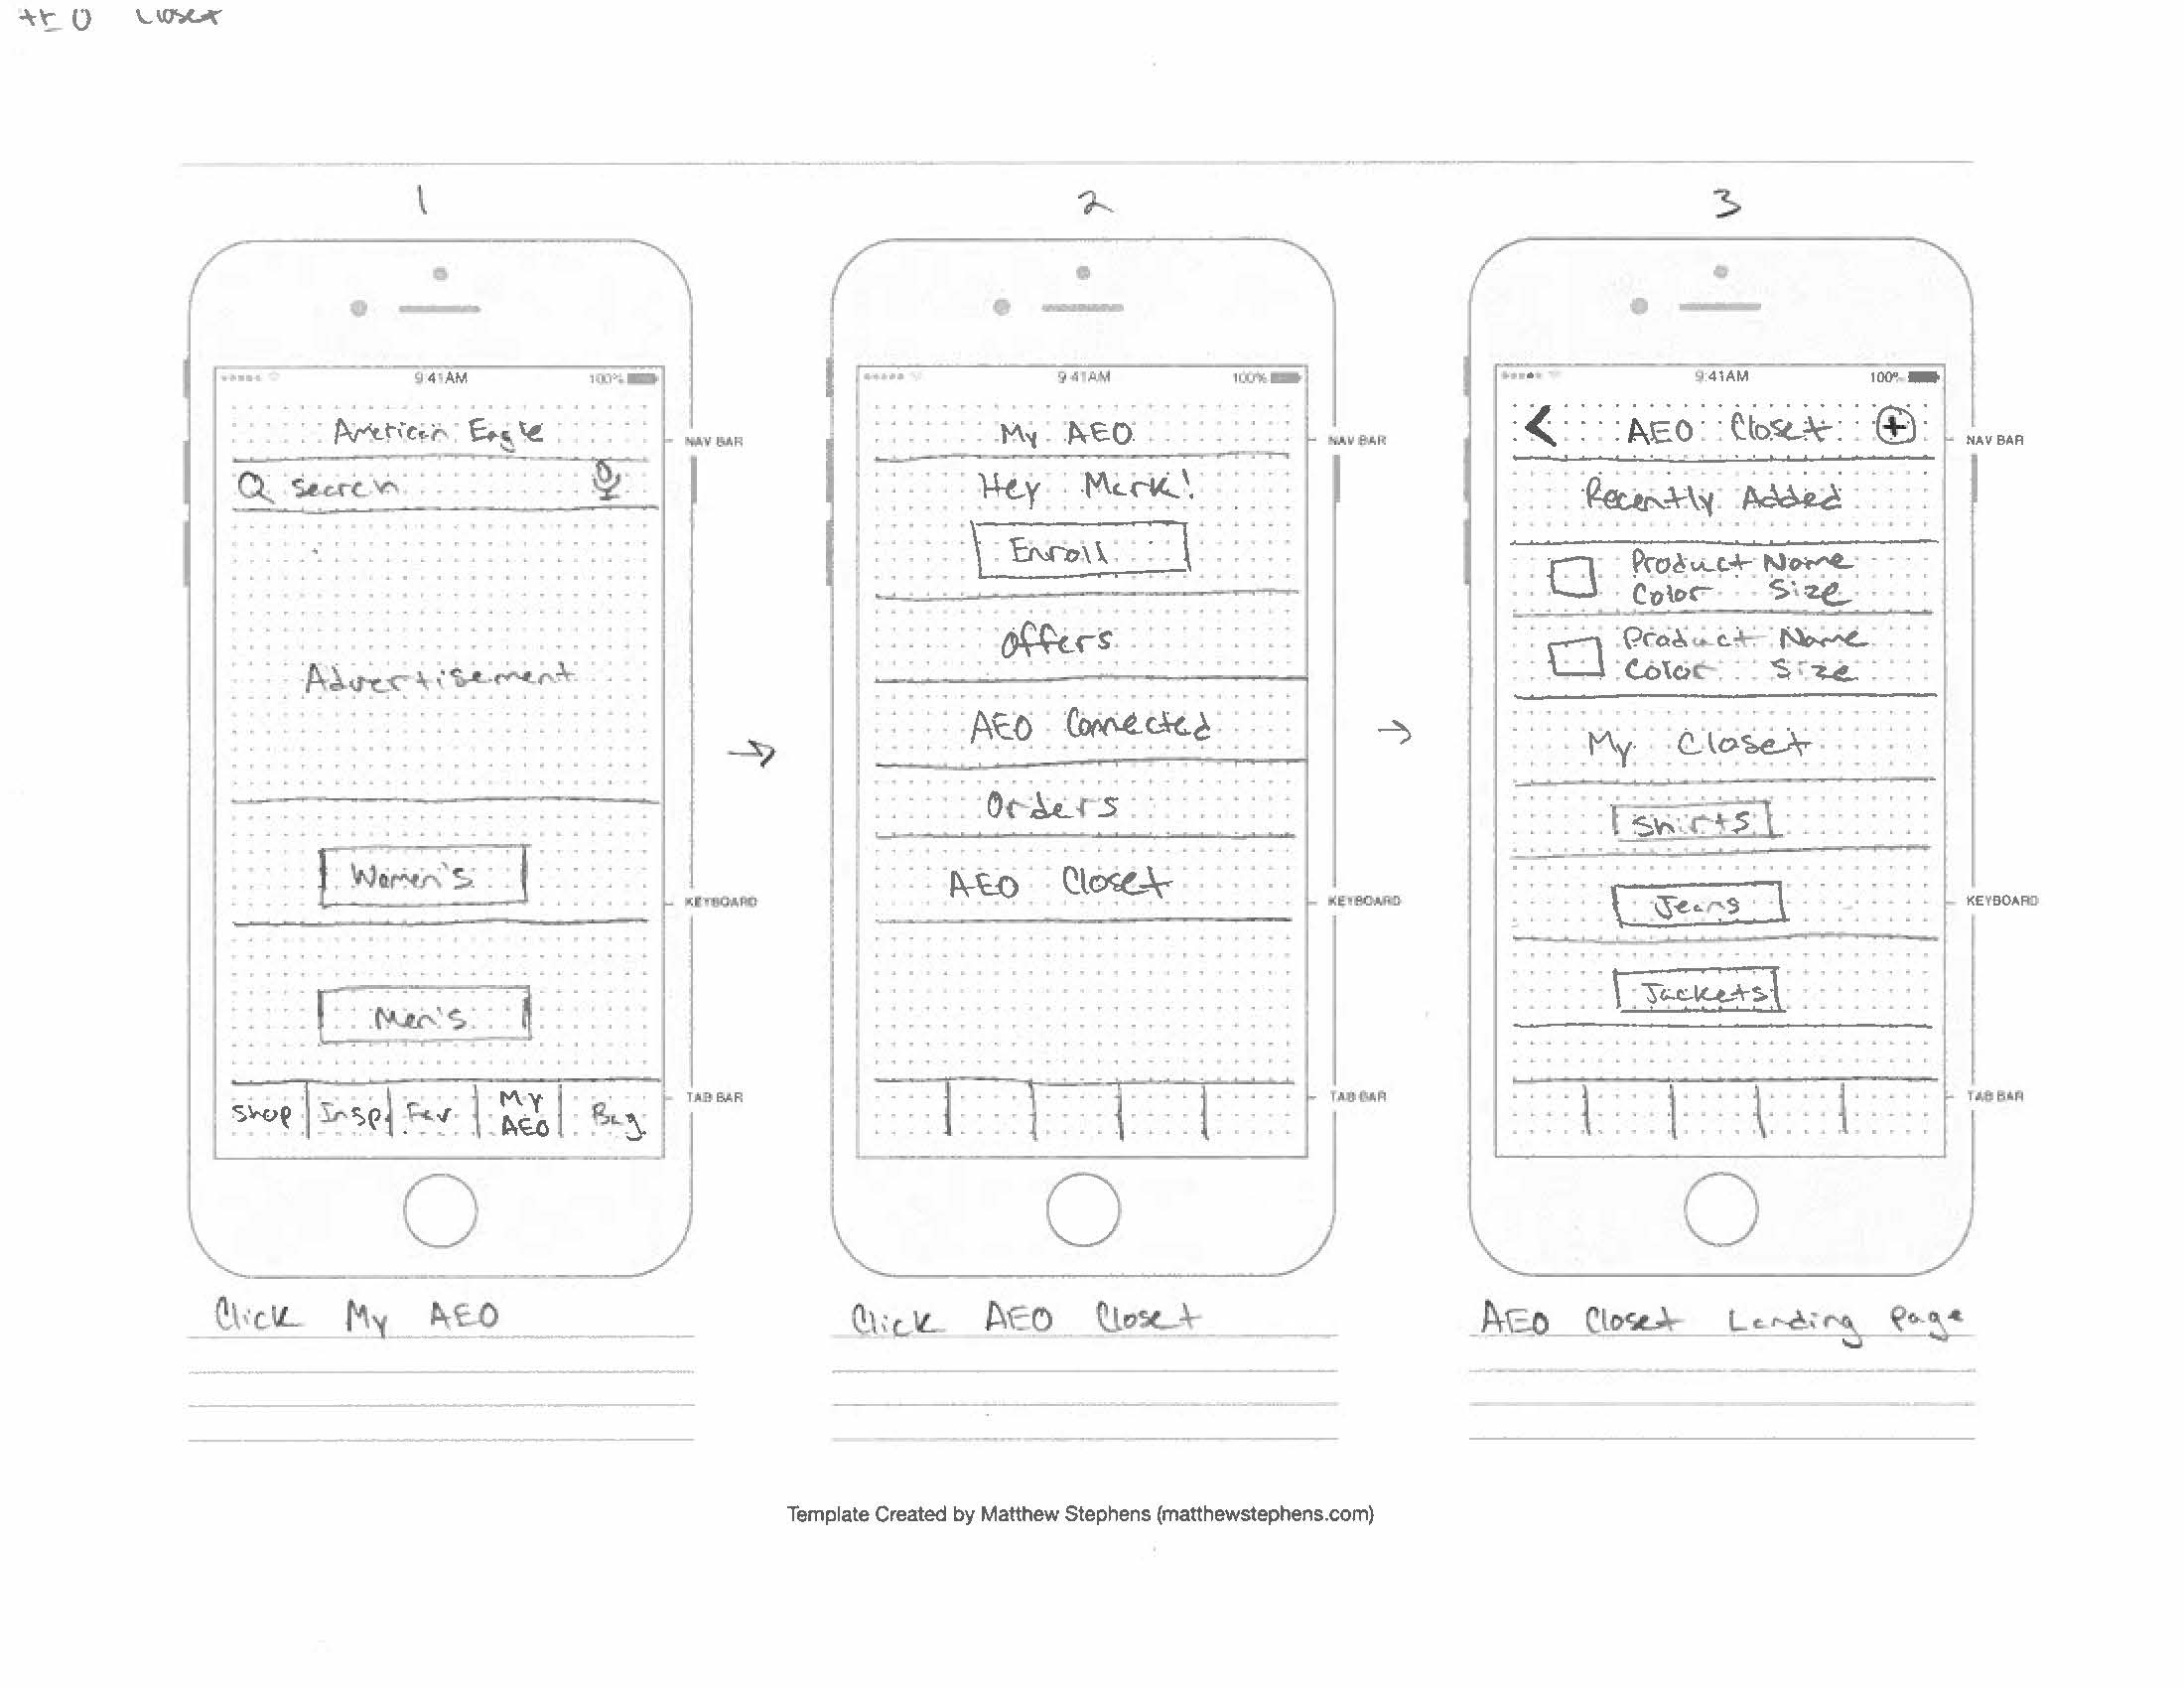 AEO Closet
1
9:41AM 100%
American Eagle
NAV BAR
Search
Advertisement
Women's
KEYBOARD
Men's
Shop Insp. Fav My AEO Bag
TAB BAR
Click My AEO
2
9:41AM 100%
My AEO
NAV BAR
Hey Mark!
Enroll
Offers
AEO Connected
Orders
AEO Closet
KEYBOARD
TAB BAR
Click AEO Closet
3
9:41AM 100%
AEO Closet
NAV BAR
Recently Added
Product Name
Color Size
Product Name
Color Size
My Closet
Shirts
Jeans
KEYBOARD
Jackets
TAB BAR
AEO Closet Landing Page
Template Created by Matthew Stephens (matthewstephens.com)